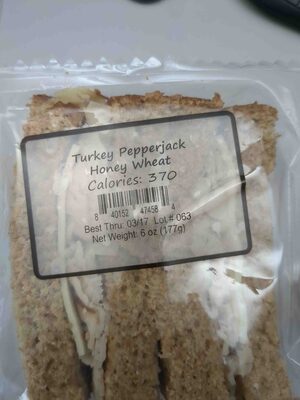 Turkey Pepperjack
Honey Wheat
Calories: 370
8 40152 47458 4
Best Thru: 03/17 Lot # 063
Net Weight: 6 oz (177g)